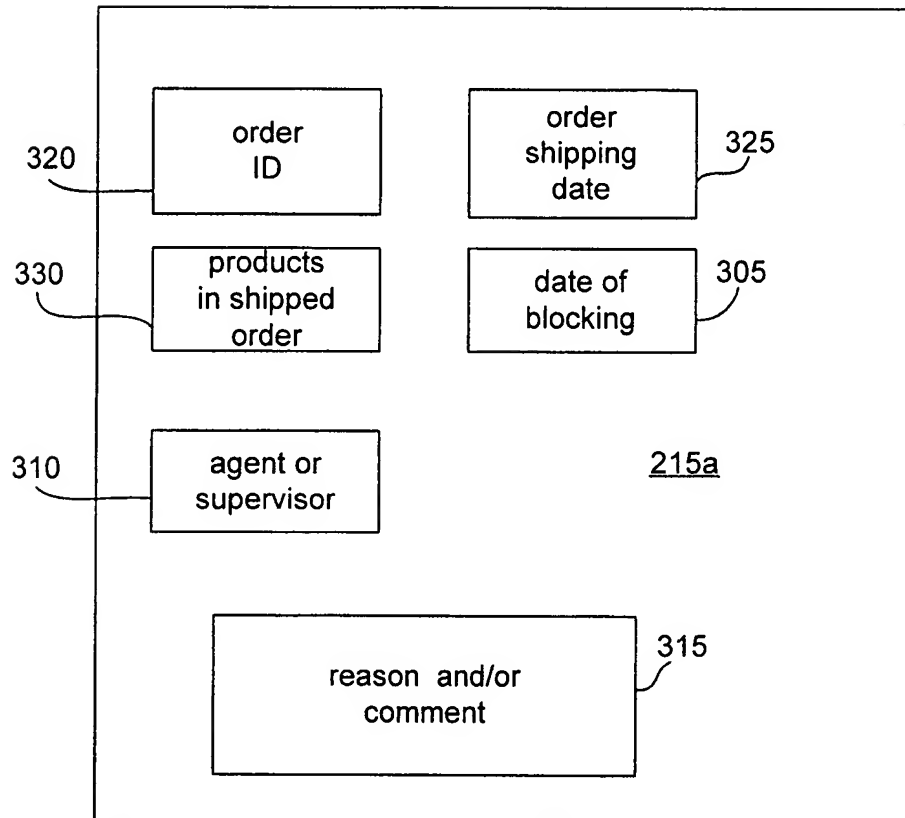 order
ID
320
order
shipping
date
325
products
in shipped
order
330
date of
blocking
305
agent or
supervisor
310
215a
reason and/or
comment
315